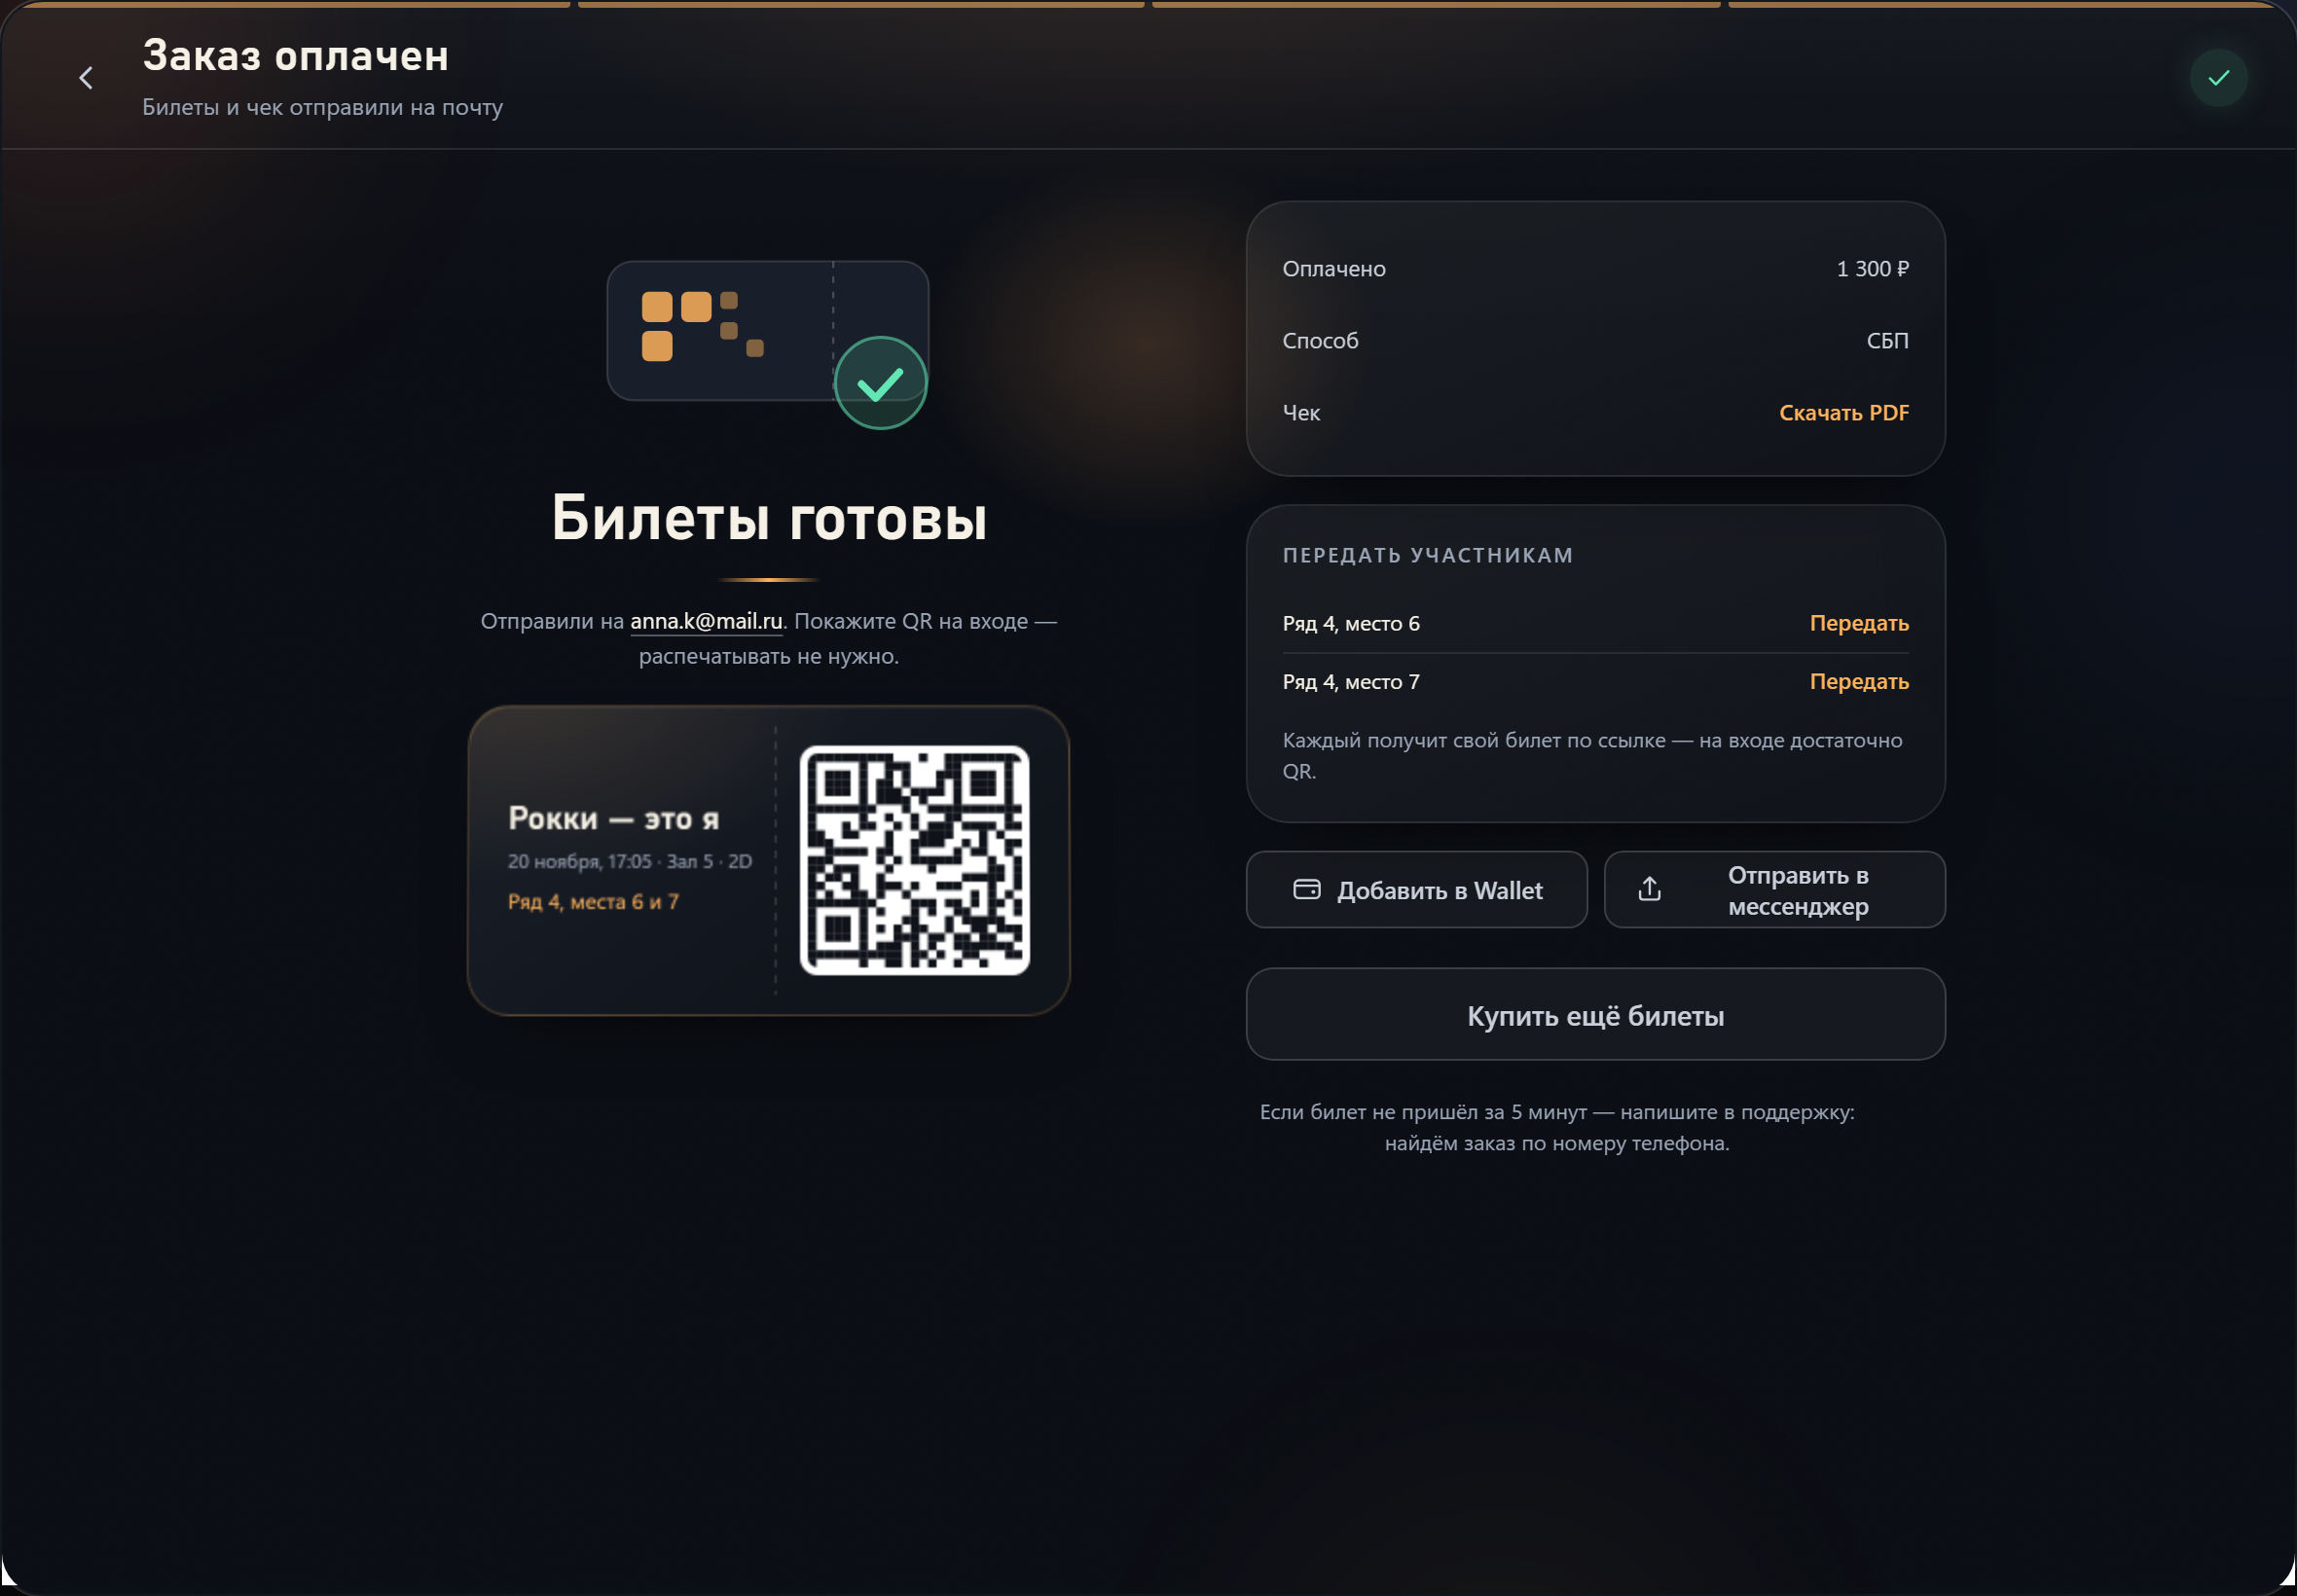 Заказ оплачен
Билеты и чек отправили на почту
Билеты готовы
Отправили на anna.k@mail.ru. Покажите QR на входе —
распечатывать не нужно.
Рокки — это я
20 ноября, 17:05 · Зал 5 · 2D
Ряд 4, места 6 и 7
Оплачено 1 300 ₽
Способ СБП
Чек Скачать PDF
ПЕРЕДАТЬ УЧАСТНИКАМ
Ряд 4, место 6 Передать
Ряд 4, место 7 Передать
Каждый получит свой билет по ссылке — на входе достаточно
QR.
Добавить в Wallet
Отправить в
мессенджер
Купить ещё билеты
Если билет не пришёл за 5 минут — напишите в поддержку:
найдём заказ по номеру телефона.